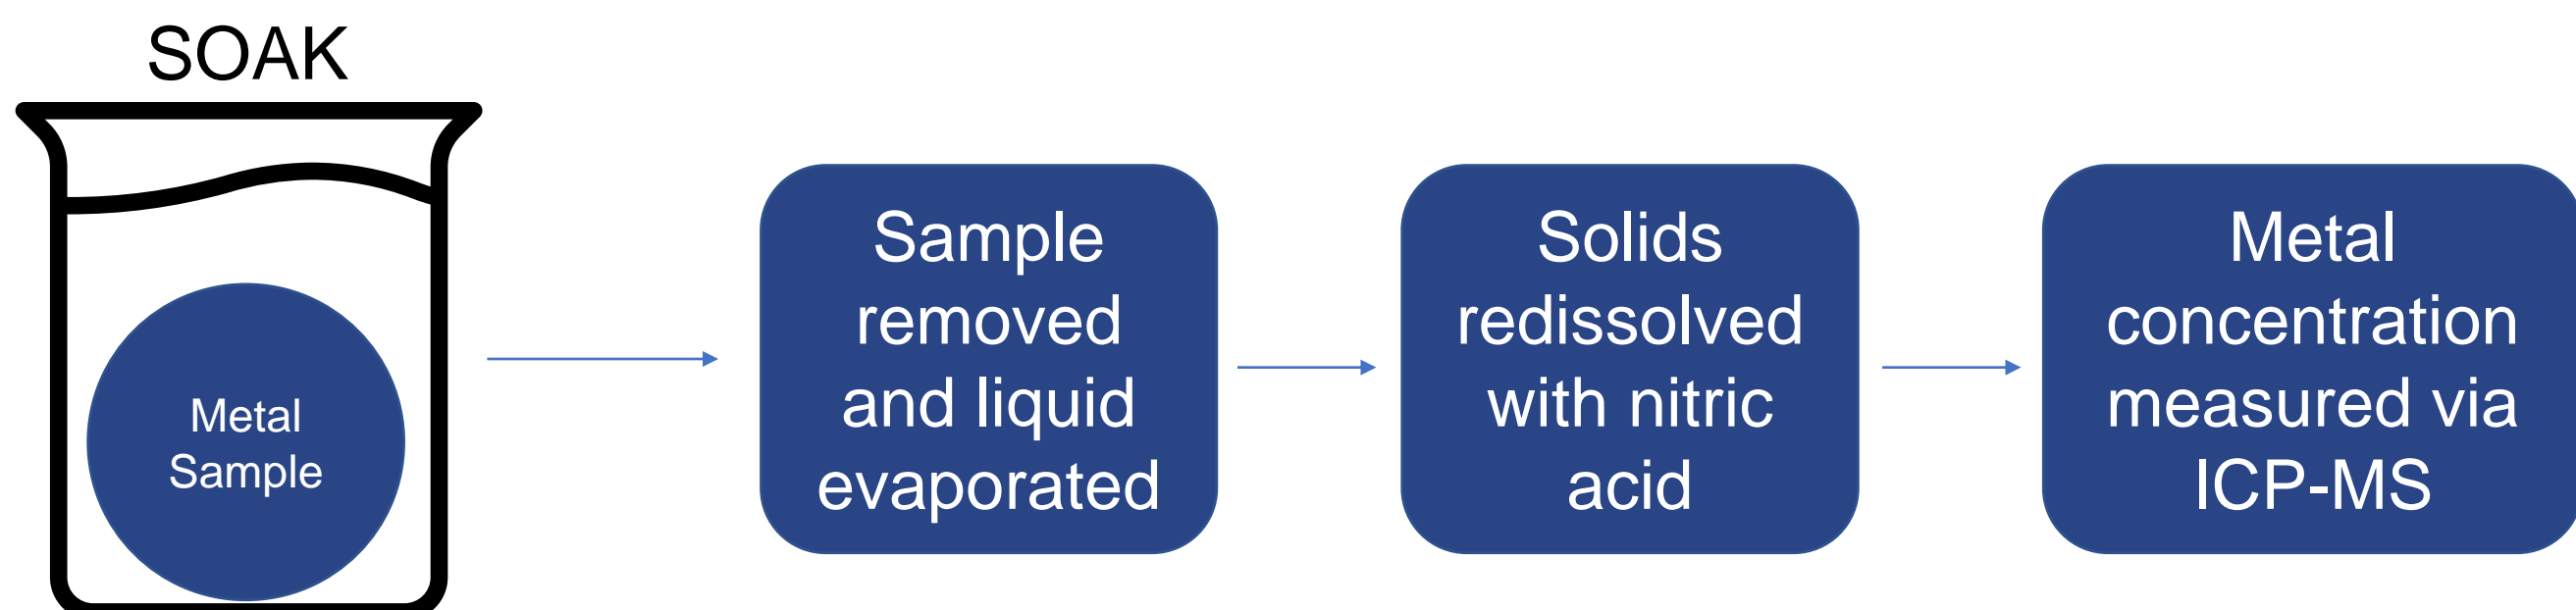 SOAK
Metal
Sample
Sample
removed
and liquid
evaporated
Solids
redissolved
with nitric
acid
Metal
concentration
measured via
ICP-MS